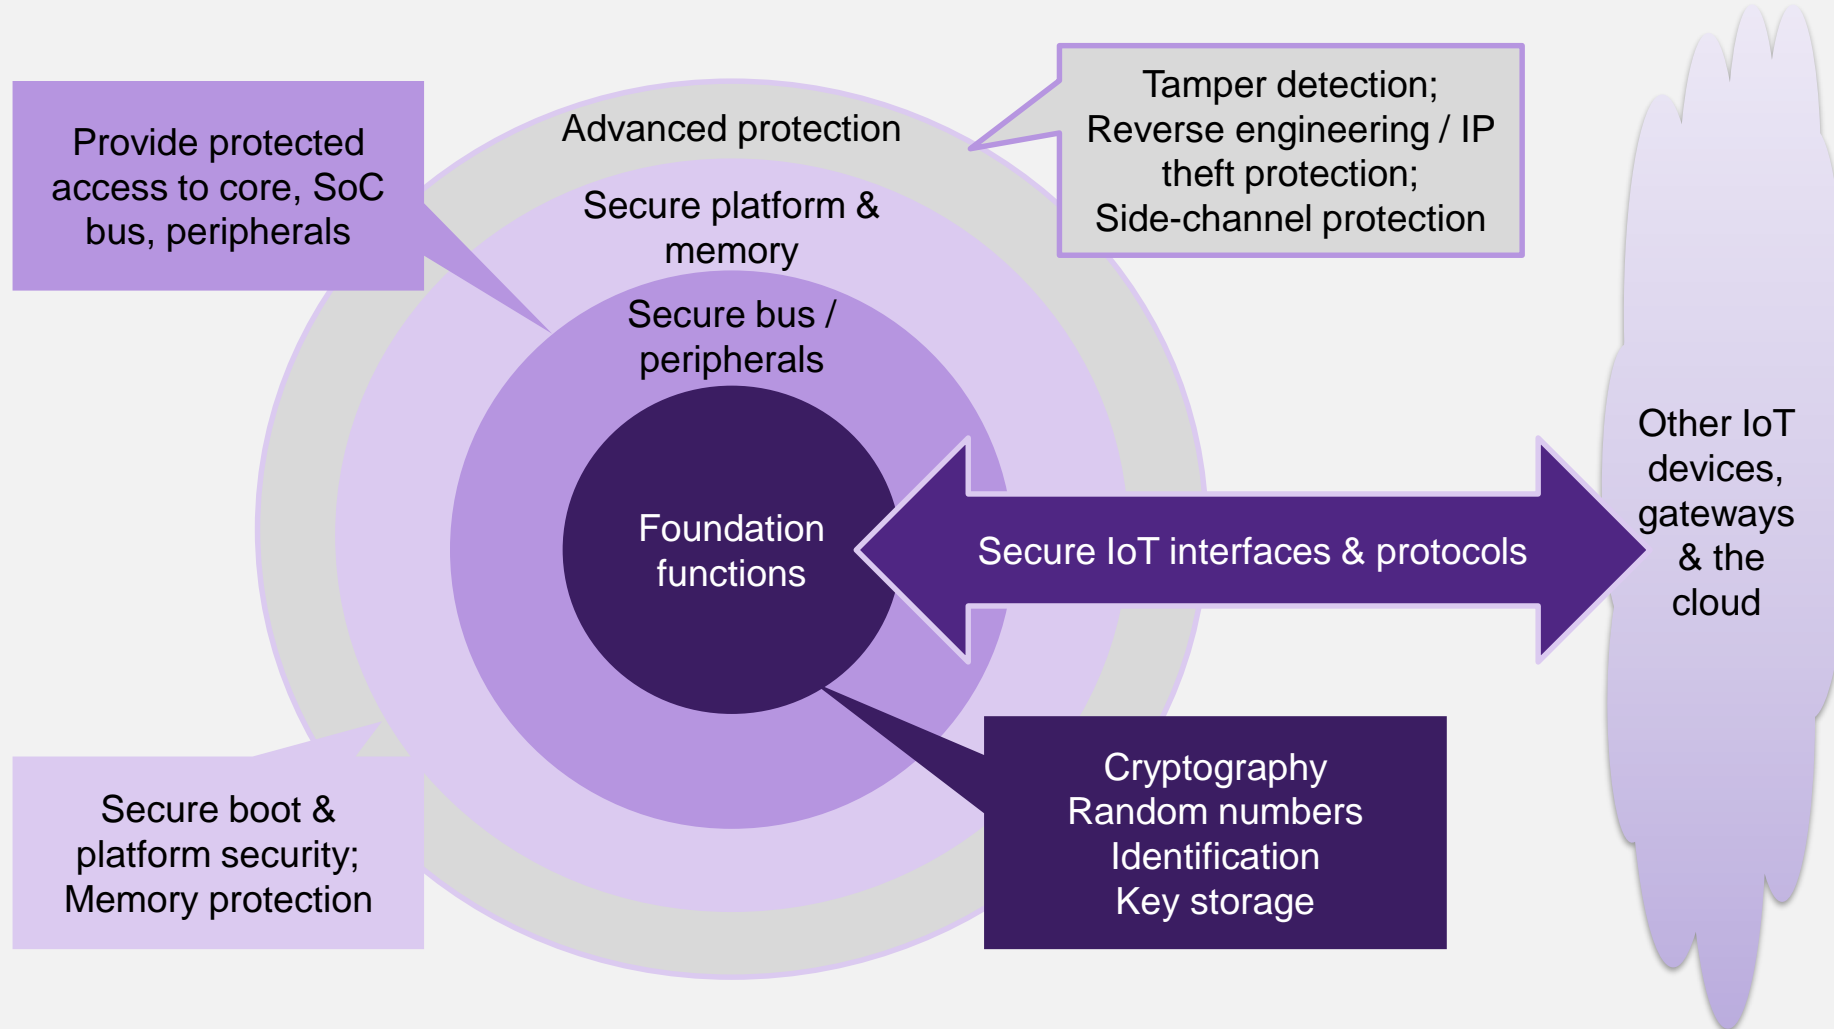 Provide protected
access to core, SoC
bus, peripherals
Advanced protection
Tamper detection;
Reverse engineering / IP
theft protection;
Side-channel protection
Secure platform &
memory
Secure bus /
peripherals
Foundation
functions
Secure IoT interfaces & protocols
Other IoT
devices,
gateways
& the
cloud
Secure boot &
platform security;
Memory protection
Cryptography
Random numbers
Identification
Key storage